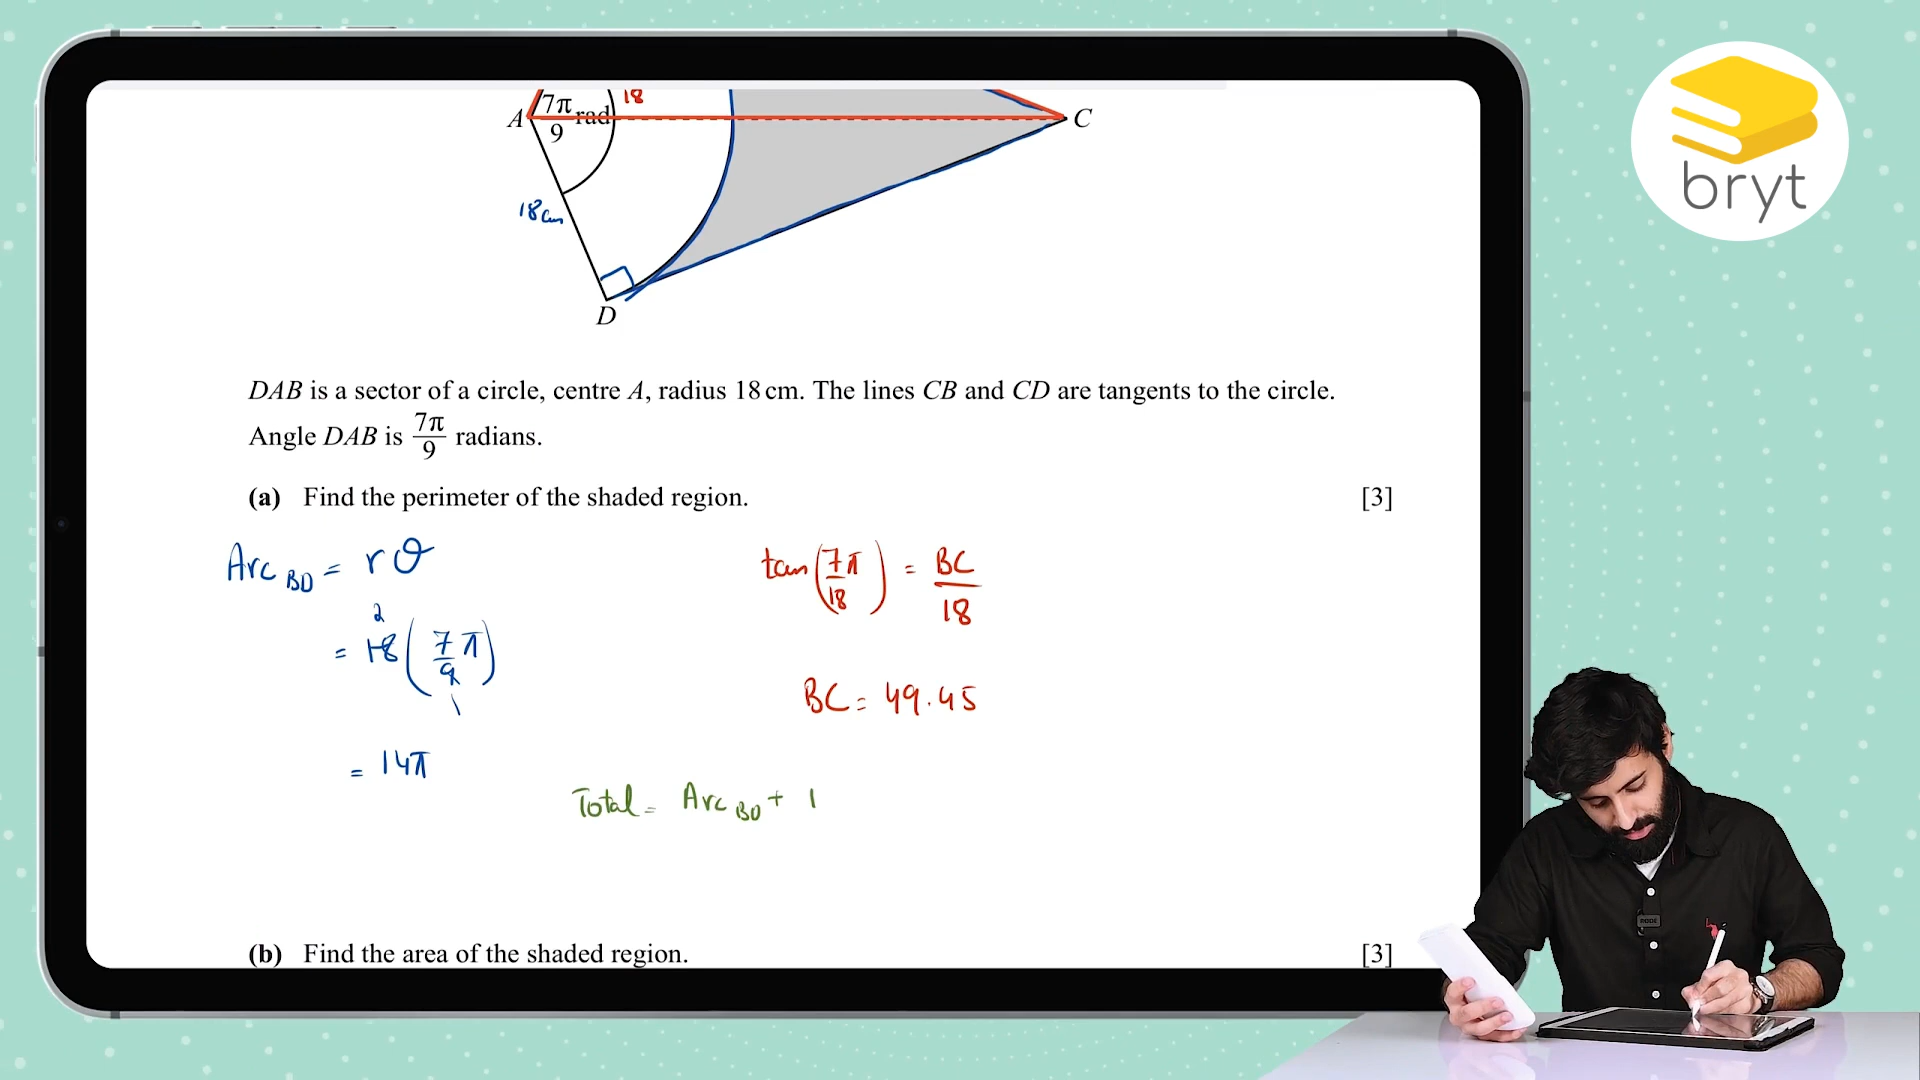 7π/9 rad
18
A
C
18cm
D
DAB is a sector of a circle, centre A, radius 18 cm. The lines CB and CD are tangents to the circle.
Angle DAB is 7π/9 radians.
(a) Find the perimeter of the shaded region. [3]
Arc BD = rθ
tan(7π/18) = BC/18
2
= 18(7/9 π)
1
BC = 49.45
= 14π
Total = Arc BD +
(b) Find the area of the shaded region. [3]
bryt